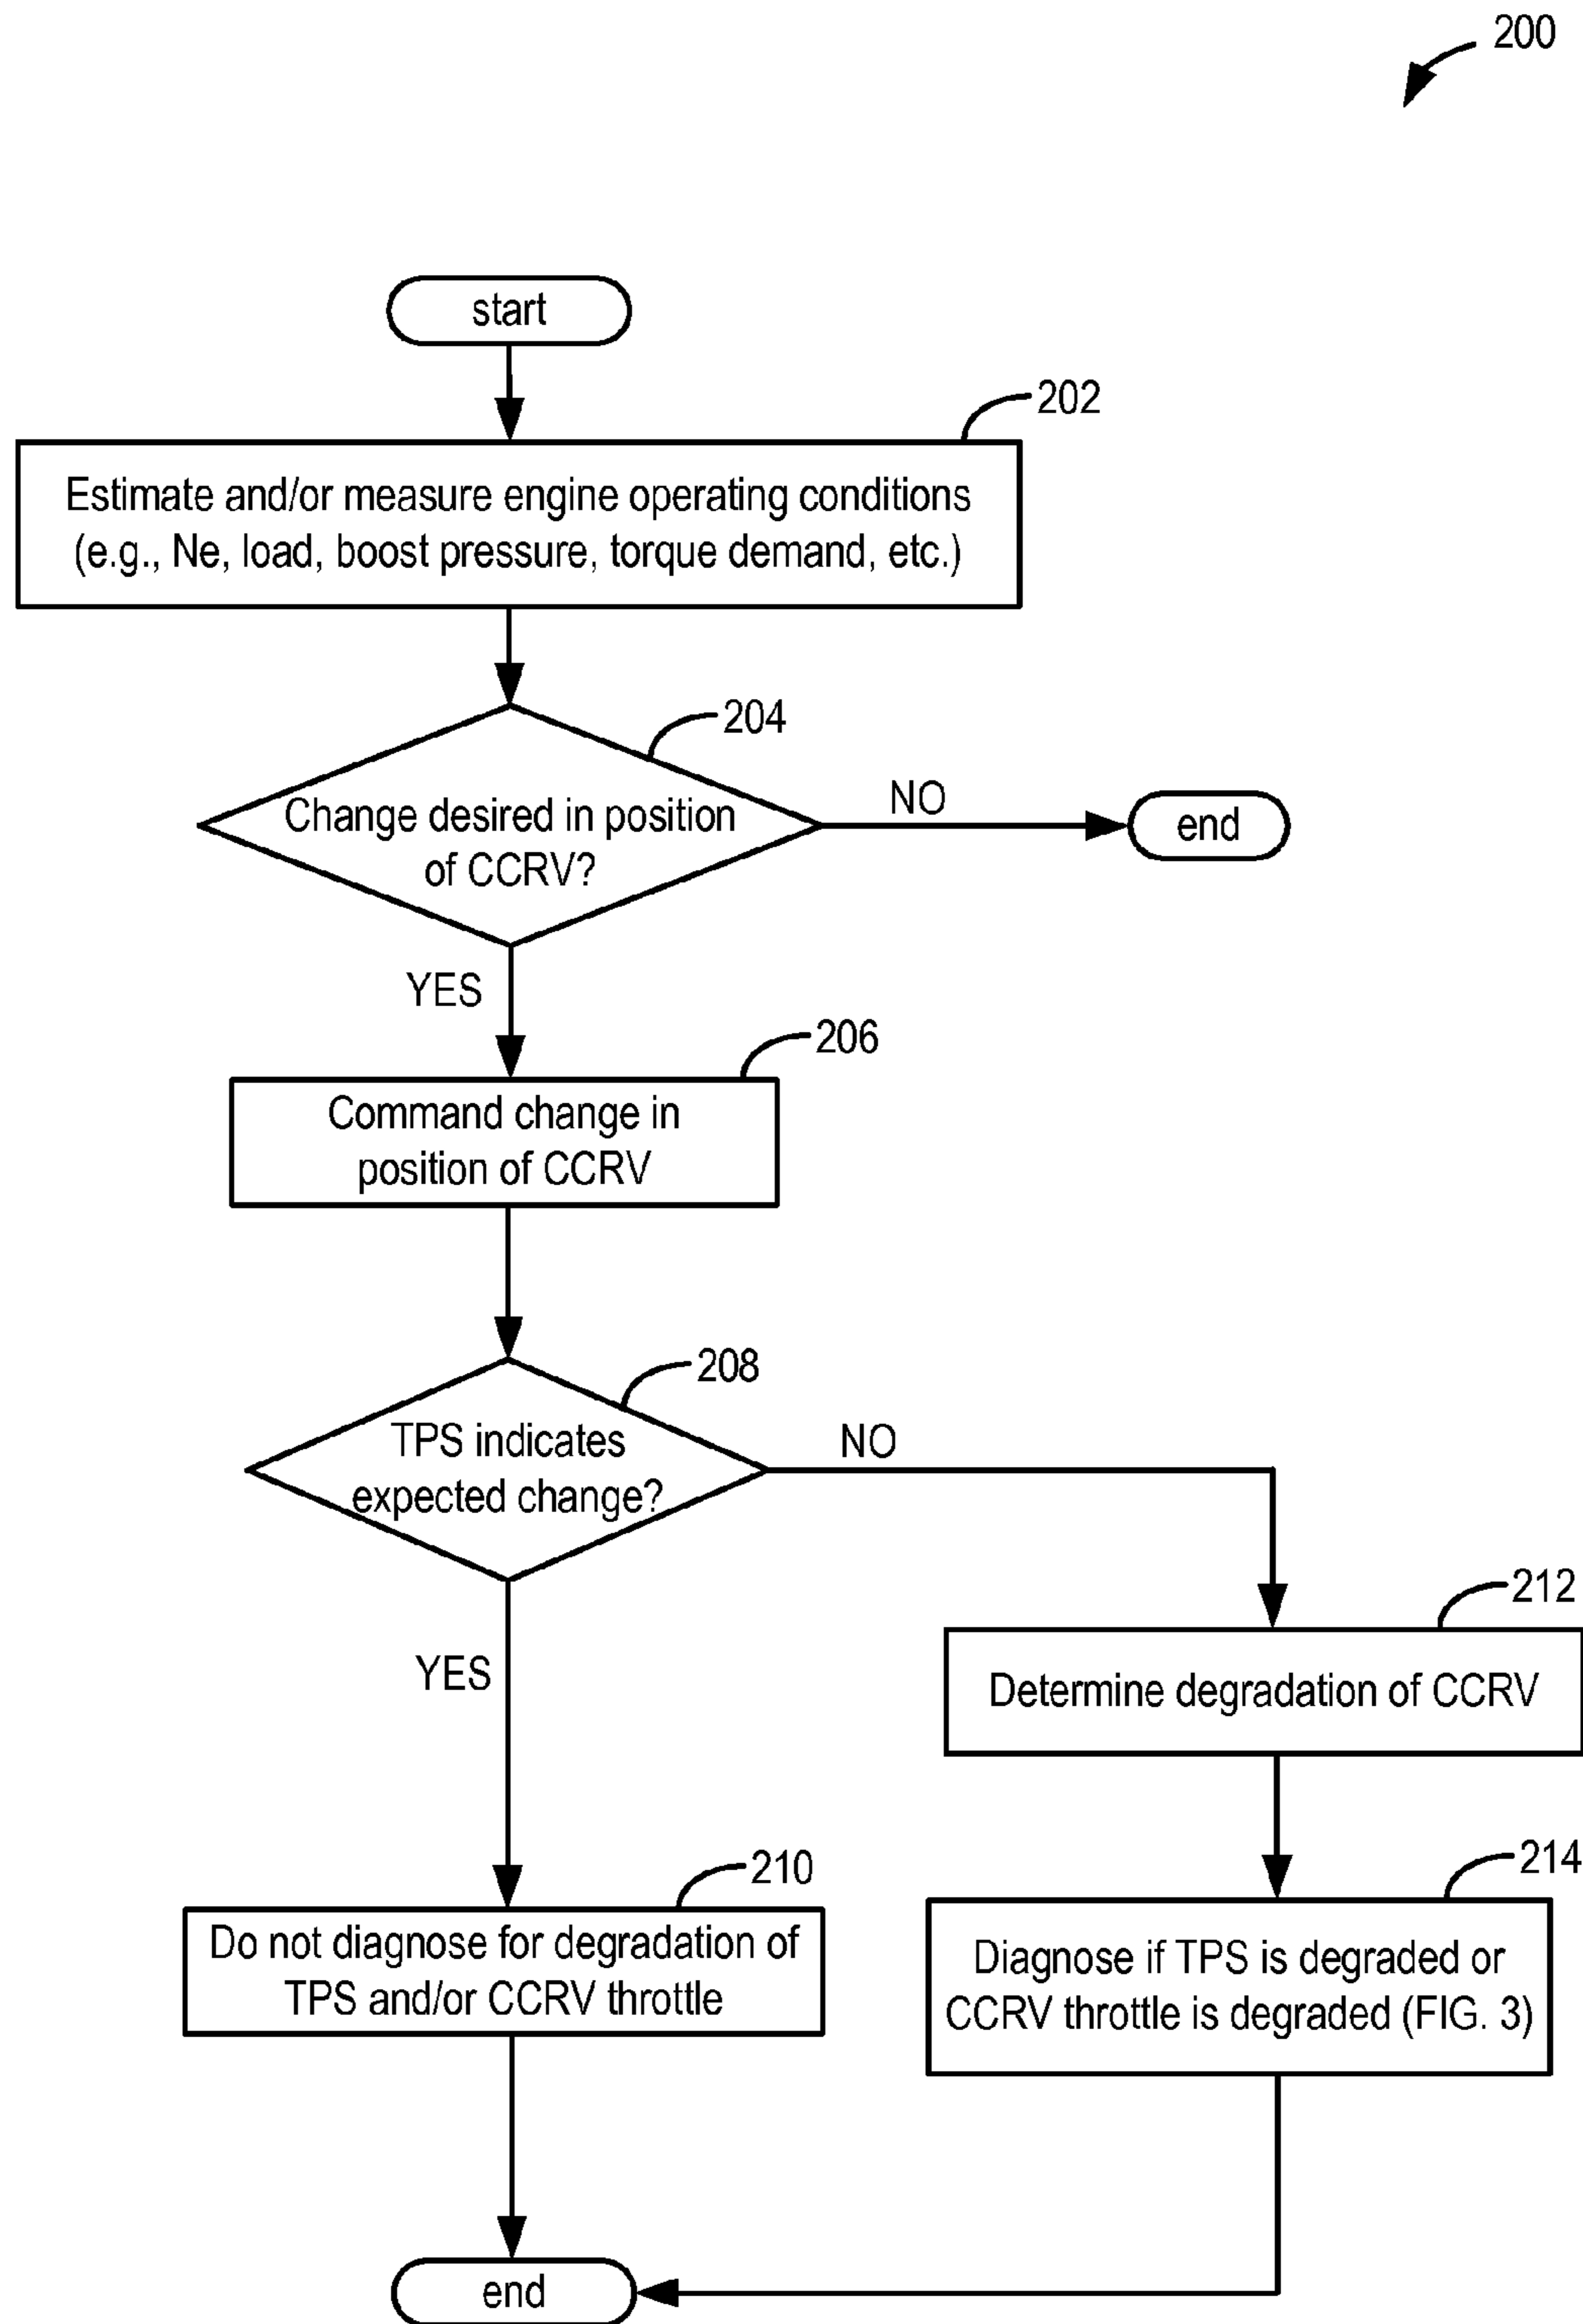 200
start
202
Estimate and/or measure engine operating conditions
(e.g., Ne, load, boost pressure, torque demand, etc.)
204
Change desired in position
of CCRV?
NO
end
YES
206
Command change in
position of CCRV
208
TPS indicates
expected change?
NO
YES
212
Determine degradation of CCRV
210
Do not diagnose for degradation of
TPS and/or CCRV throttle
214
Diagnose if TPS is degraded or
CCRV throttle is degraded (FIG. 3)
end